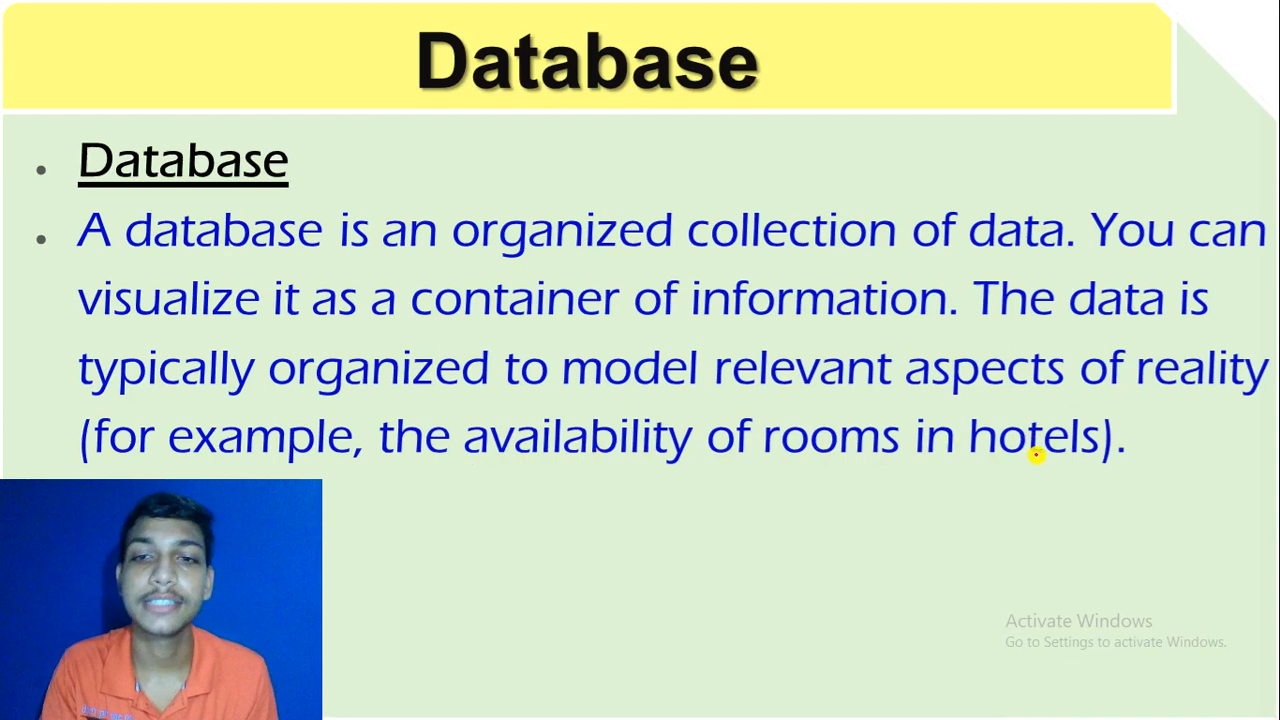 Database
Database
A database is an organized collection of data. You can
visualize it as a container of information. The data is
typically organized to model relevant aspects of reality
(for example, the availability of rooms in hotels).
Activate Windows
Go to Settings to activate Windows.